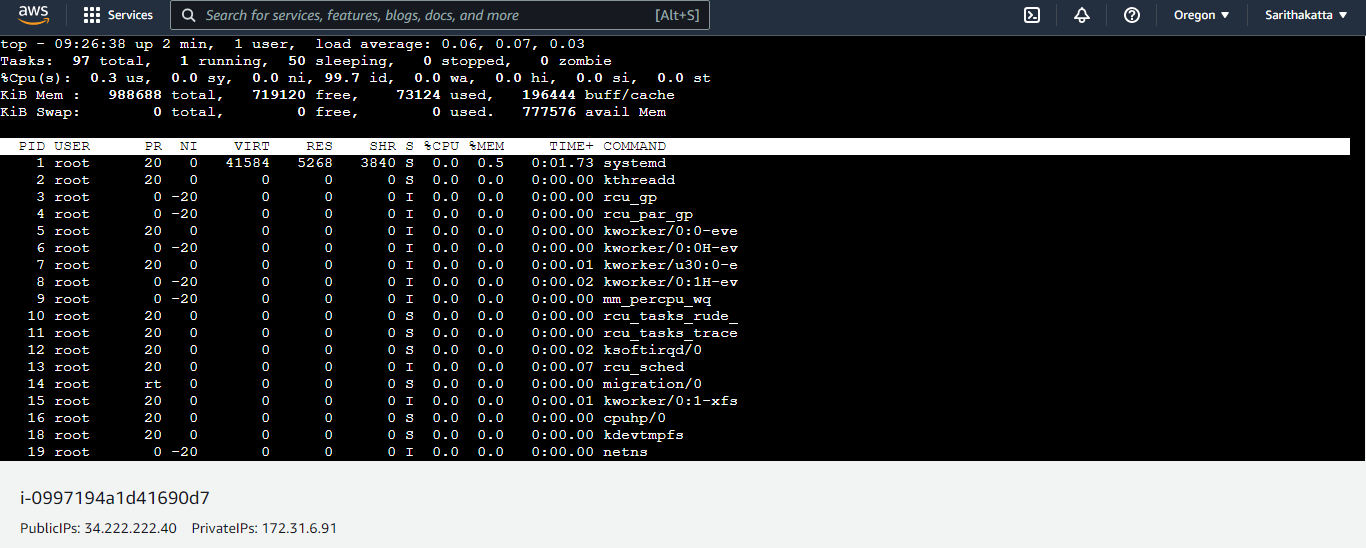 aws Services Search for services, features, blogs, docs, and more [Alt+S] Oregon ▼ Sarithakatta ▼
top - 09:26:38 up 2 min,  1 user,  load average: 0.06, 0.07, 0.03
Tasks:  97 total,   1 running,  50 sleeping,   0 stopped,   0 zombie
%Cpu(s):  0.3 us,  0.0 sy,  0.0 ni, 99.7 id,  0.0 wa,  0.0 hi,  0.0 si,  0.0 st
KiB Mem :   988688 total,   719120 free,    73124 used,   196444 buff/cache
KiB Swap:        0 total,        0 free,        0 used.   777576 avail Mem
PID USER      PR  NI    VIRT    RES    SHR S %CPU %MEM     TIME+ COMMAND
1 root      20   0   41584   5268   3840 S  0.0  0.5   0:01.73 systemd
2 root      20   0       0      0      0 S  0.0  0.0   0:00.00 kthreadd
3 root       0 -20       0      0      0 I  0.0  0.0   0:00.00 rcu_gp
4 root       0 -20       0      0      0 I  0.0  0.0   0:00.00 rcu_par_gp
5 root      20   0       0      0      0 I  0.0  0.0   0:00.00 kworker/0:0-eve
6 root       0 -20       0      0      0 I  0.0  0.0   0:00.00 kworker/0:0H-ev
7 root      20   0       0      0      0 I  0.0  0.0   0:00.01 kworker/u30:0-e
8 root       0 -20       0      0      0 I  0.0  0.0   0:00.02 kworker/0:1H-ev
9 root       0 -20       0      0      0 I  0.0  0.0   0:00.00 mm_percpu_wq
10 root      20   0       0      0      0 S  0.0  0.0   0:00.00 rcu_tasks_rude_
11 root      20   0       0      0      0 S  0.0  0.0   0:00.00 rcu_tasks_trace
12 root      20   0       0      0      0 S  0.0  0.0   0:00.02 ksoftirqd/0
13 root      20   0       0      0      0 I  0.0  0.0   0:00.07 rcu_sched
14 root      rt   0       0      0      0 S  0.0  0.0   0:00.00 migration/0
15 root      20   0       0      0      0 I  0.0  0.0   0:00.01 kworker/0:1-xfs
16 root      20   0       0      0      0 S  0.0  0.0   0:00.00 cpuhp/0
18 root      20   0       0      0      0 S  0.0  0.0   0:00.00 kdevtmpfs
19 root       0 -20       0      0      0 I  0.0  0.0   0:00.00 netns
i-0997194a1d41690d7
PublicIPs: 34.222.222.40 PrivateIPs: 172.31.6.91